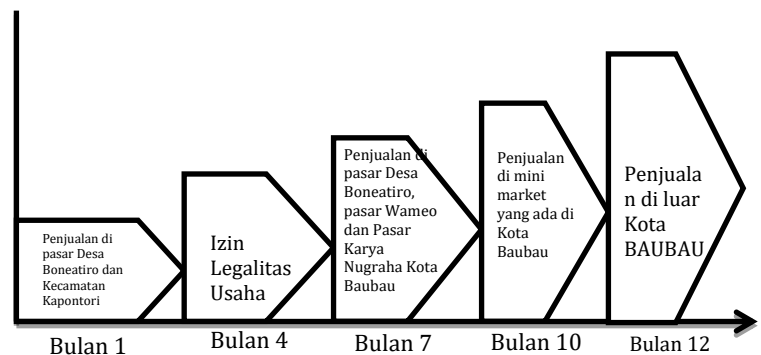 Penjualan di
pasar Desa
Boneatiro dan
Kecamatan
Kapontori
Izin
Legalitas
Usaha
Penjualan di
pasar Desa
Boneatiro,
pasar Wameo
dan Pasar
Karya
Nugraha Kota
Baubau
Penjualan
di mini
market
yang ada di
Kota
Baubau
Penjuala
n di luar
Kota
BAUBAU
Bulan 1
Bulan 4
Bulan 7
Bulan 10
Bulan 12